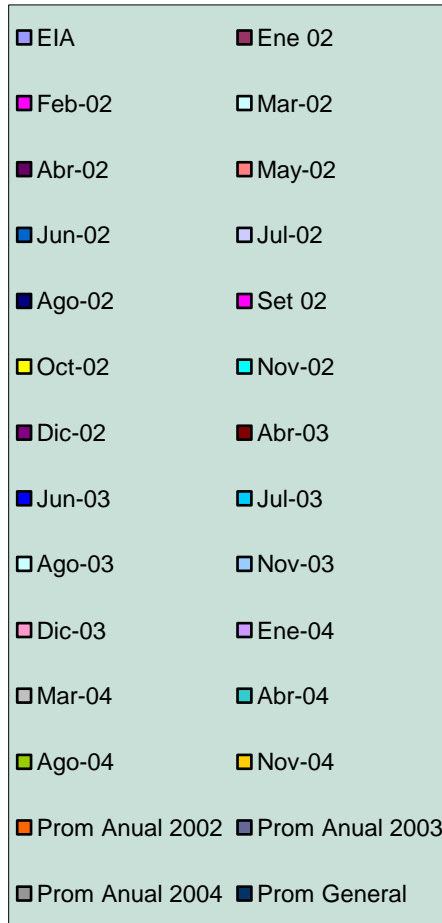 EIA Ene 02
Feb-02 Mar-02
Abr-02 May-02
Jun-02 Jul-02
Ago-02 Set 02
Oct-02 Nov-02
Dic-02 Abr-03
Jun-03 Jul-03
Ago-03 Nov-03
Dic-03 Ene-04
Mar-04 Abr-04
Ago-04 Nov-04
Prom Anual 2002 Prom Anual 2003
Prom Anual 2004 Prom General